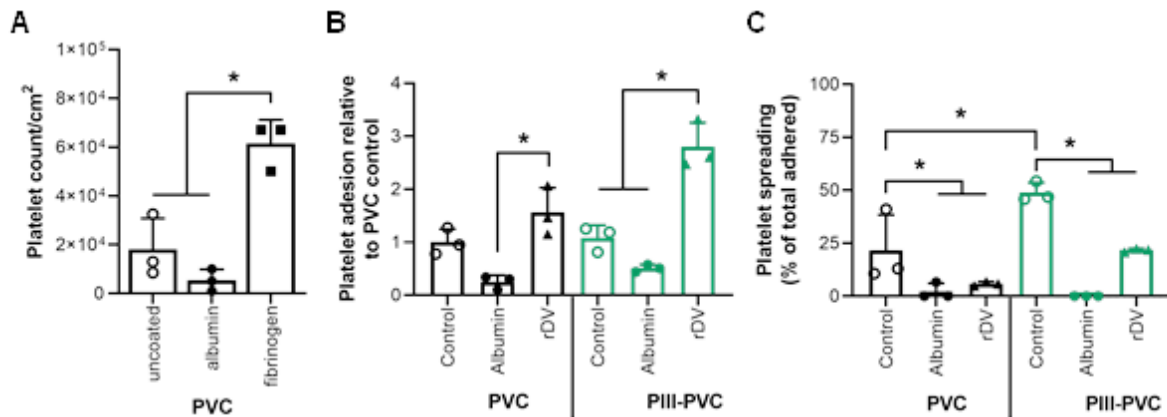 A
Platelet count/cm²
1×10⁵
8×10⁴
6×10⁴
4×10⁴
2×10⁴
0
*
uncoated
albumin
fibrinogen
PVC
B
Platelet adesion relative
to PVC control
4
3
2
1
0
*
*
Control
Albumin
rDV
Control
Albumin
rDV
PVC
PIII-PVC
C
Platelet spreading
(% of total adhered)
100
75
50
25
0
*
*
*
Control
Albumin
rDV
Control
Albumin
rDV
PVC
PIII-PVC